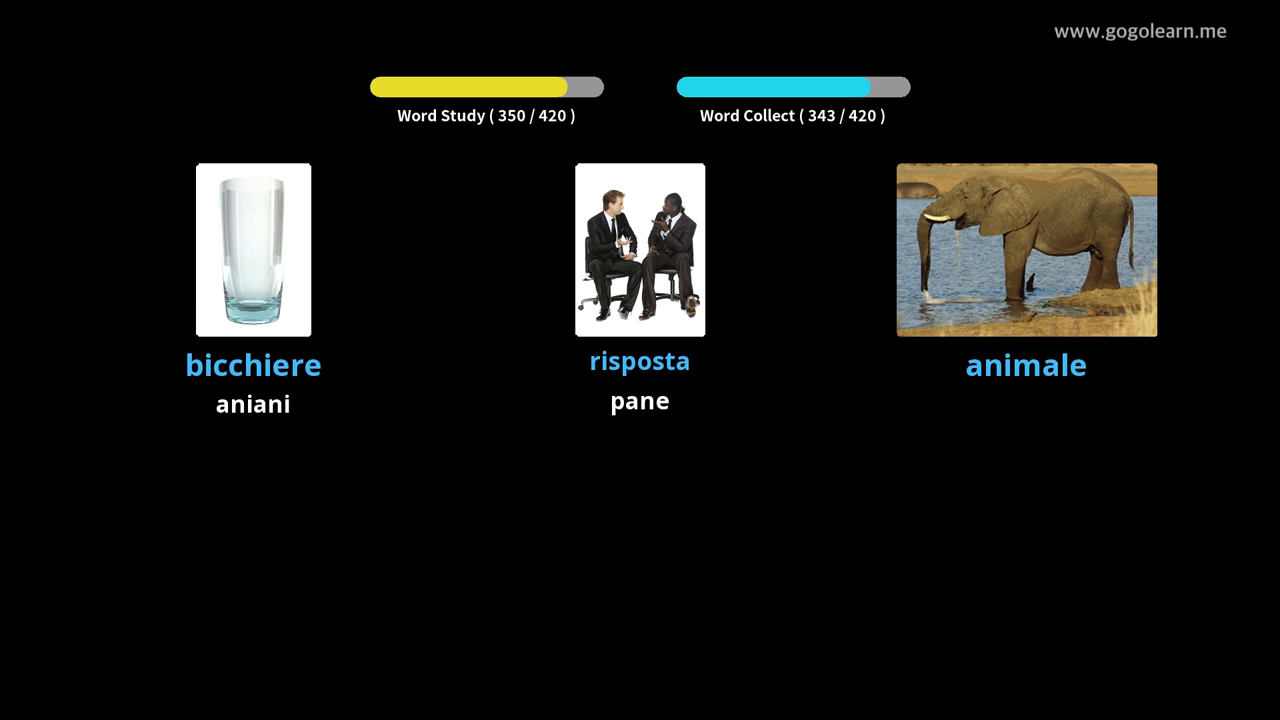 www.gogolearn.me
Word Study ( 350 / 420 )
Word Collect ( 343 / 420 )
bicchiere
aniani
risposta
pane
animale